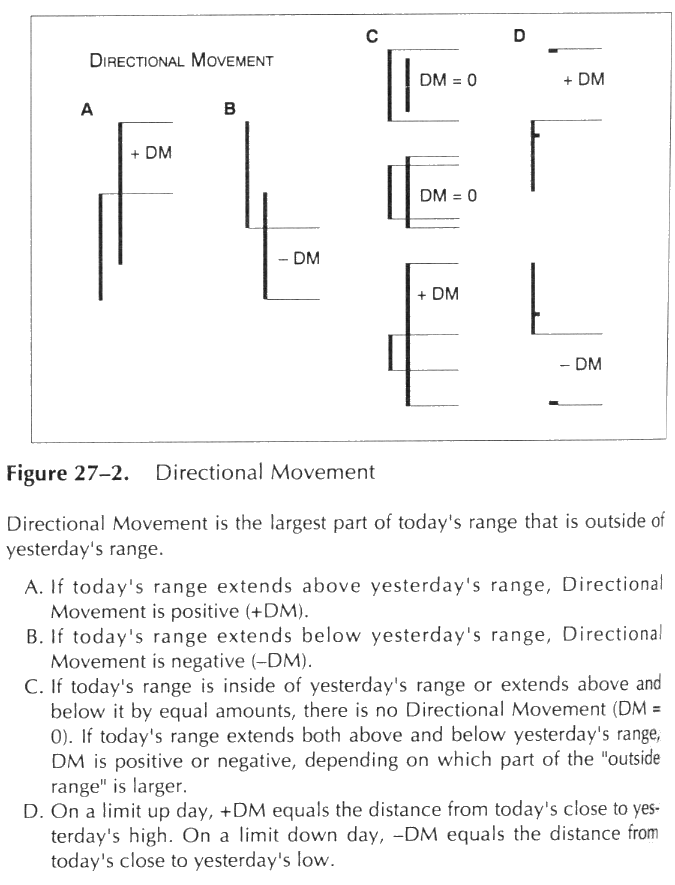 DIRECTIONAL MOVEMENT
A
+ DM
B
– DM
C
DM = 0
DM = 0
+ DM
D
+ DM
– DM
Figure 27–2. Directional Movement
Directional Movement is the largest part of today's range that is outside of
yesterday's range.
A. If today's range extends above yesterday's range, Directional
Movement is positive (+DM).
B. If today's range extends below yesterday's range, Directional
Movement is negative (–DM).
C. If today's range is inside of yesterday's range or extends above and
below it by equal amounts, there is no Directional Movement (DM =
0). If today's range extends both above and below yesterday's range,
DM is positive or negative, depending on which part of the "outside
range" is larger.
D. On a limit up day, +DM equals the distance from today's close to yes-
terday's high. On a limit down day, –DM equals the distance from
today's close to yesterday's low.